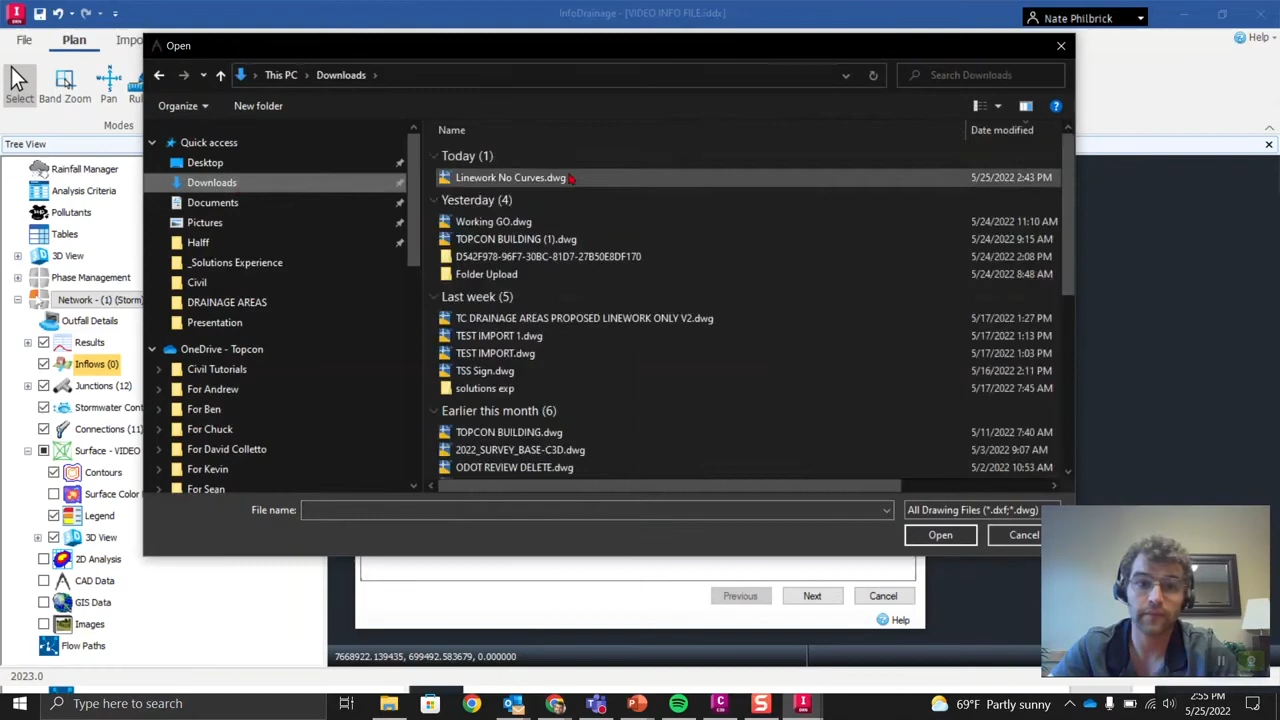 InfoDrainage - [VIDEO INFO FILE.iddx]
Nate Philbrick
File
Plan
Impo
Help
Select
Band Zoom
Pan
Rul
Modes
Tree View
Rainfall Manager
Analysis Criteria
Pollutants
Tables
3D View
Phase Management
Network - (1) (Storm)
Outfall Details
Results
Inflows (0)
Junctions (12)
Stormwater Cont
Connections (11)
Surface - VIDEO
Contours
Surface Color
Legend
3D View
2D Analysis
CAD Data
GIS Data
Images
Flow Paths
2023.0
Open
This PC > Downloads >
Search Downloads
Organize
New folder
Quick access
Desktop
Downloads
Documents
Pictures
Halff
_Solutions Experience
Civil
DRAINAGE AREAS
Presentation
OneDrive - Topcon
Civil Tutorials
For Andrew
For Ben
For Chuck
For David Colletto
For Kevin
For Sean
Name
Date modified
Today (1)
Linework No Curves.dwg 5/25/2022 2:43 PM
Yesterday (4)
Working GO.dwg 5/24/2022 11:10 AM
TOPCON BUILDING (1).dwg 5/24/2022 9:15 AM
D542F978-96F7-30BC-81D7-27B50E8DF170 5/24/2022 2:08 PM
Folder Upload 5/24/2022 8:48 AM
Last week (5)
TC DRAINAGE AREAS PROPOSED LINEWORK ONLY V2.dwg 5/17/2022 1:27 PM
TEST IMPORT 1.dwg 5/17/2022 1:13 PM
TEST IMPORT.dwg 5/17/2022 1:03 PM
TSS Sign.dwg 5/16/2022 2:11 PM
solutions exp 5/17/2022 7:45 AM
Earlier this month (6)
TOPCON BUILDING.dwg 5/11/2022 7:40 AM
2022_SURVEY_BASE-C3D.dwg 5/3/2022 9:07 AM
ODOT REVIEW DELETE.dwg 5/2/2022 10:53 AM
File name:
All Drawing Files (*.dxf;*.dwg)
Open
Cancel
Previous
Next
Cancel
Help
7668922.139435, 699492.583679, 0.000000
Type here to search
69°F Partly sunny
2:55 PM
5/25/2022